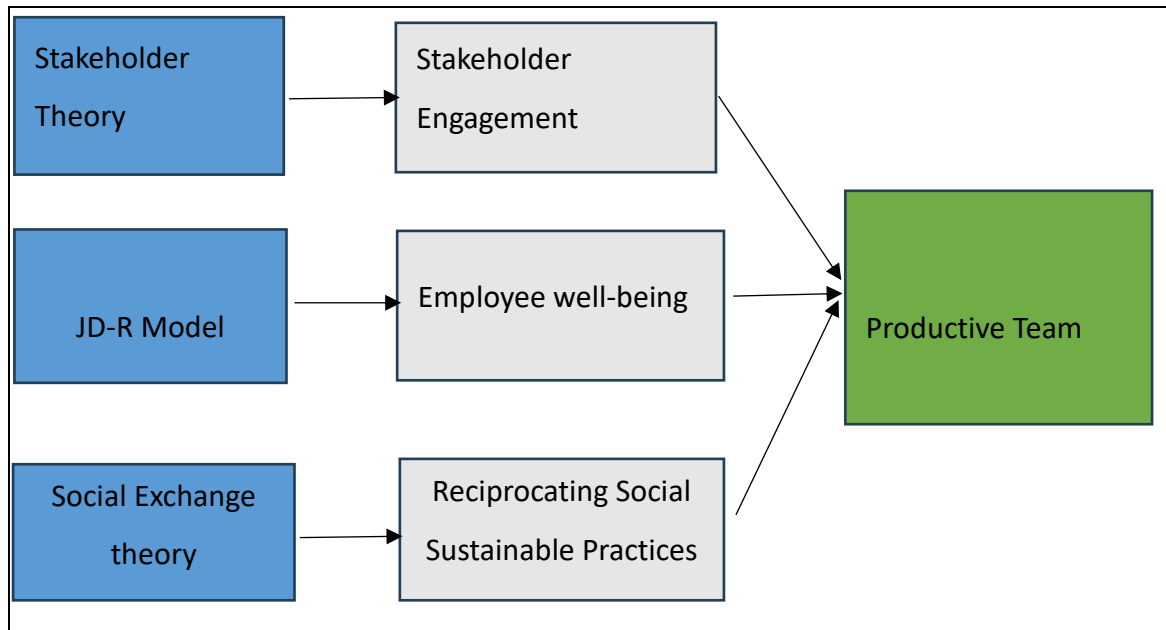 Stakeholder
Theory
Stakeholder
Engagement
JD-R Model
Employee well-being
Productive Team
Social Exchange
theory
Reciprocating Social
Sustainable Practices